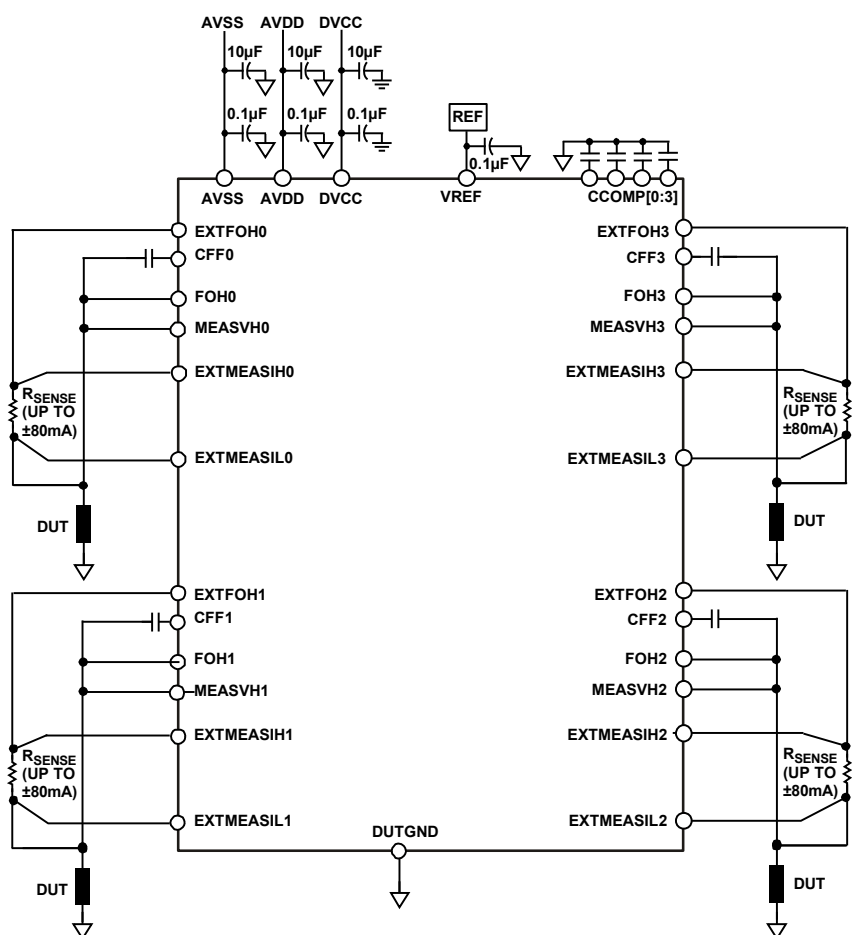 AVSS AVDD DVCC
10µF 10µF 10µF
0.1µF 0.1µF 0.1µF
REF
0.1µF
AVSS AVDD DVCC VREF CCOMP[0:3]
EXTFOH0
CFF0
FOH0
MEASVH0
EXTMEASIH0
RSENSE
(UP TO
±80mA)
EXTMEASIL0
DUT
EXTFOH3
CFF3
FOH3
MEASVH3
EXTMEASIH3
RSENSE
(UP TO
±80mA)
EXTMEASIL3
DUT
EXTFOH1
CFF1
FOH1
MEASVH1
EXTMEASIH1
RSENSE
(UP TO
±80mA)
EXTMEASIL1
DUT
EXTFOH2
CFF2
FOH2
MEASVH2
EXTMEASIH2
RSENSE
(UP TO
±80mA)
EXTMEASIL2
DUT
DUTGND